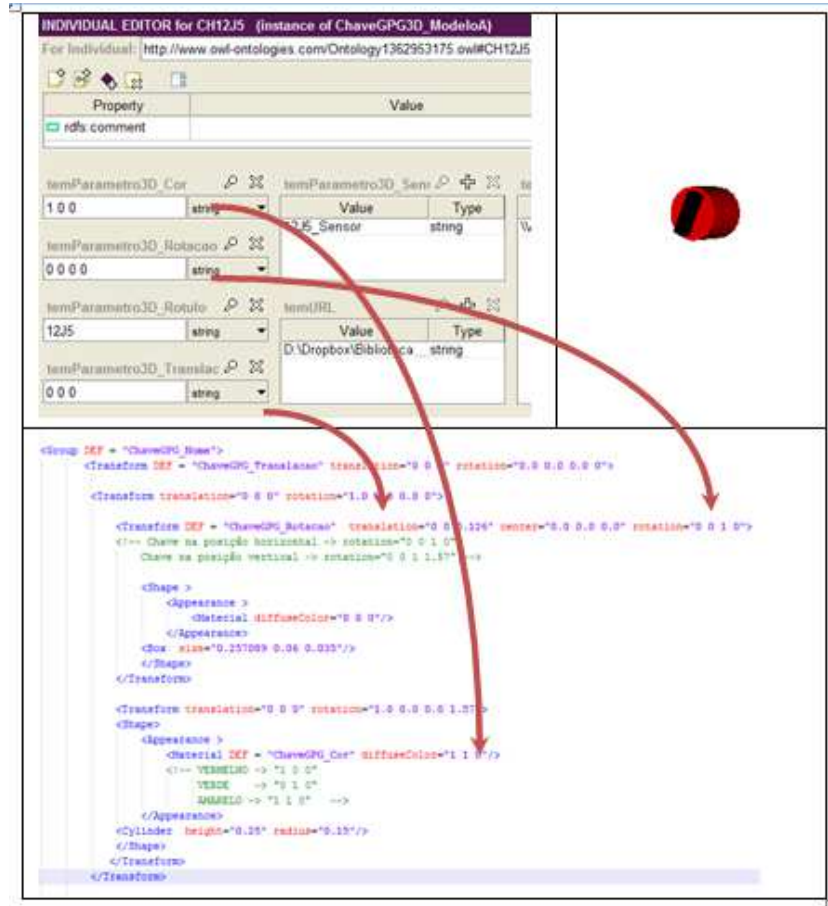 INDIVIDUAL EDITOR for CH12J5 (instance of ChaveGPG3D_ModeloA)
For Individual: http://www.owl-ontologies.com/Ontology1362953175.owl#CH12J5
Property Value
rdfs:comment
temParametro3D_Cor temParametro3D_Sen
1 0 0 string Value Type
12J5_Sensor string
temParametro3D_Rotacao
0 0 0 0 string
temParametro3D_Rotulo temURL
12J5 string Value Type
D:\Dropbox\Biblioteca string
temParametro3D_Translac
0 0 0 string
<Group DEF = "ChaveGPG_Nome">
<Transform DEF = "ChaveGPG_Translacao" translation="0 0 0" rotation="0.0 0.0 0.0 0">
<Transform translation="0 0 0" rotation="1.0 0.0 0.0 0">
<Transform DEF = "ChaveGPG_Rotacao" translation="0 0 0.126" center="0.0 0.0 0.0" rotation="0 0 1 0">
<!-- Chave na posição horizontal -> rotation="0 0 1 0"
Chave na posição vertical -> rotation="0 0 1 1.57" -->
<Shape >
<Appearance >
<Material diffuseColor="0 0 0"/>
</Appearance>
<Box size="0.257089 0.06 0.035"/>
</Shape>
</Transform>
<Transform translation="0 0 0" rotation="1.0 0.0 0.0 1.57">
<Shape>
<Appearance >
<Material DEF = "ChaveGPG_Cor" diffuseColor="1 1 0"/>
<!-- VERMELHO -> "1 0 0"
VERDE -> "0 1 0"
AMARELO -> "1 1 0" -->
</Appearance>
<Cylinder height="0.25" radius="0.15"/>
</Shape>
</Transform>
</Transform>